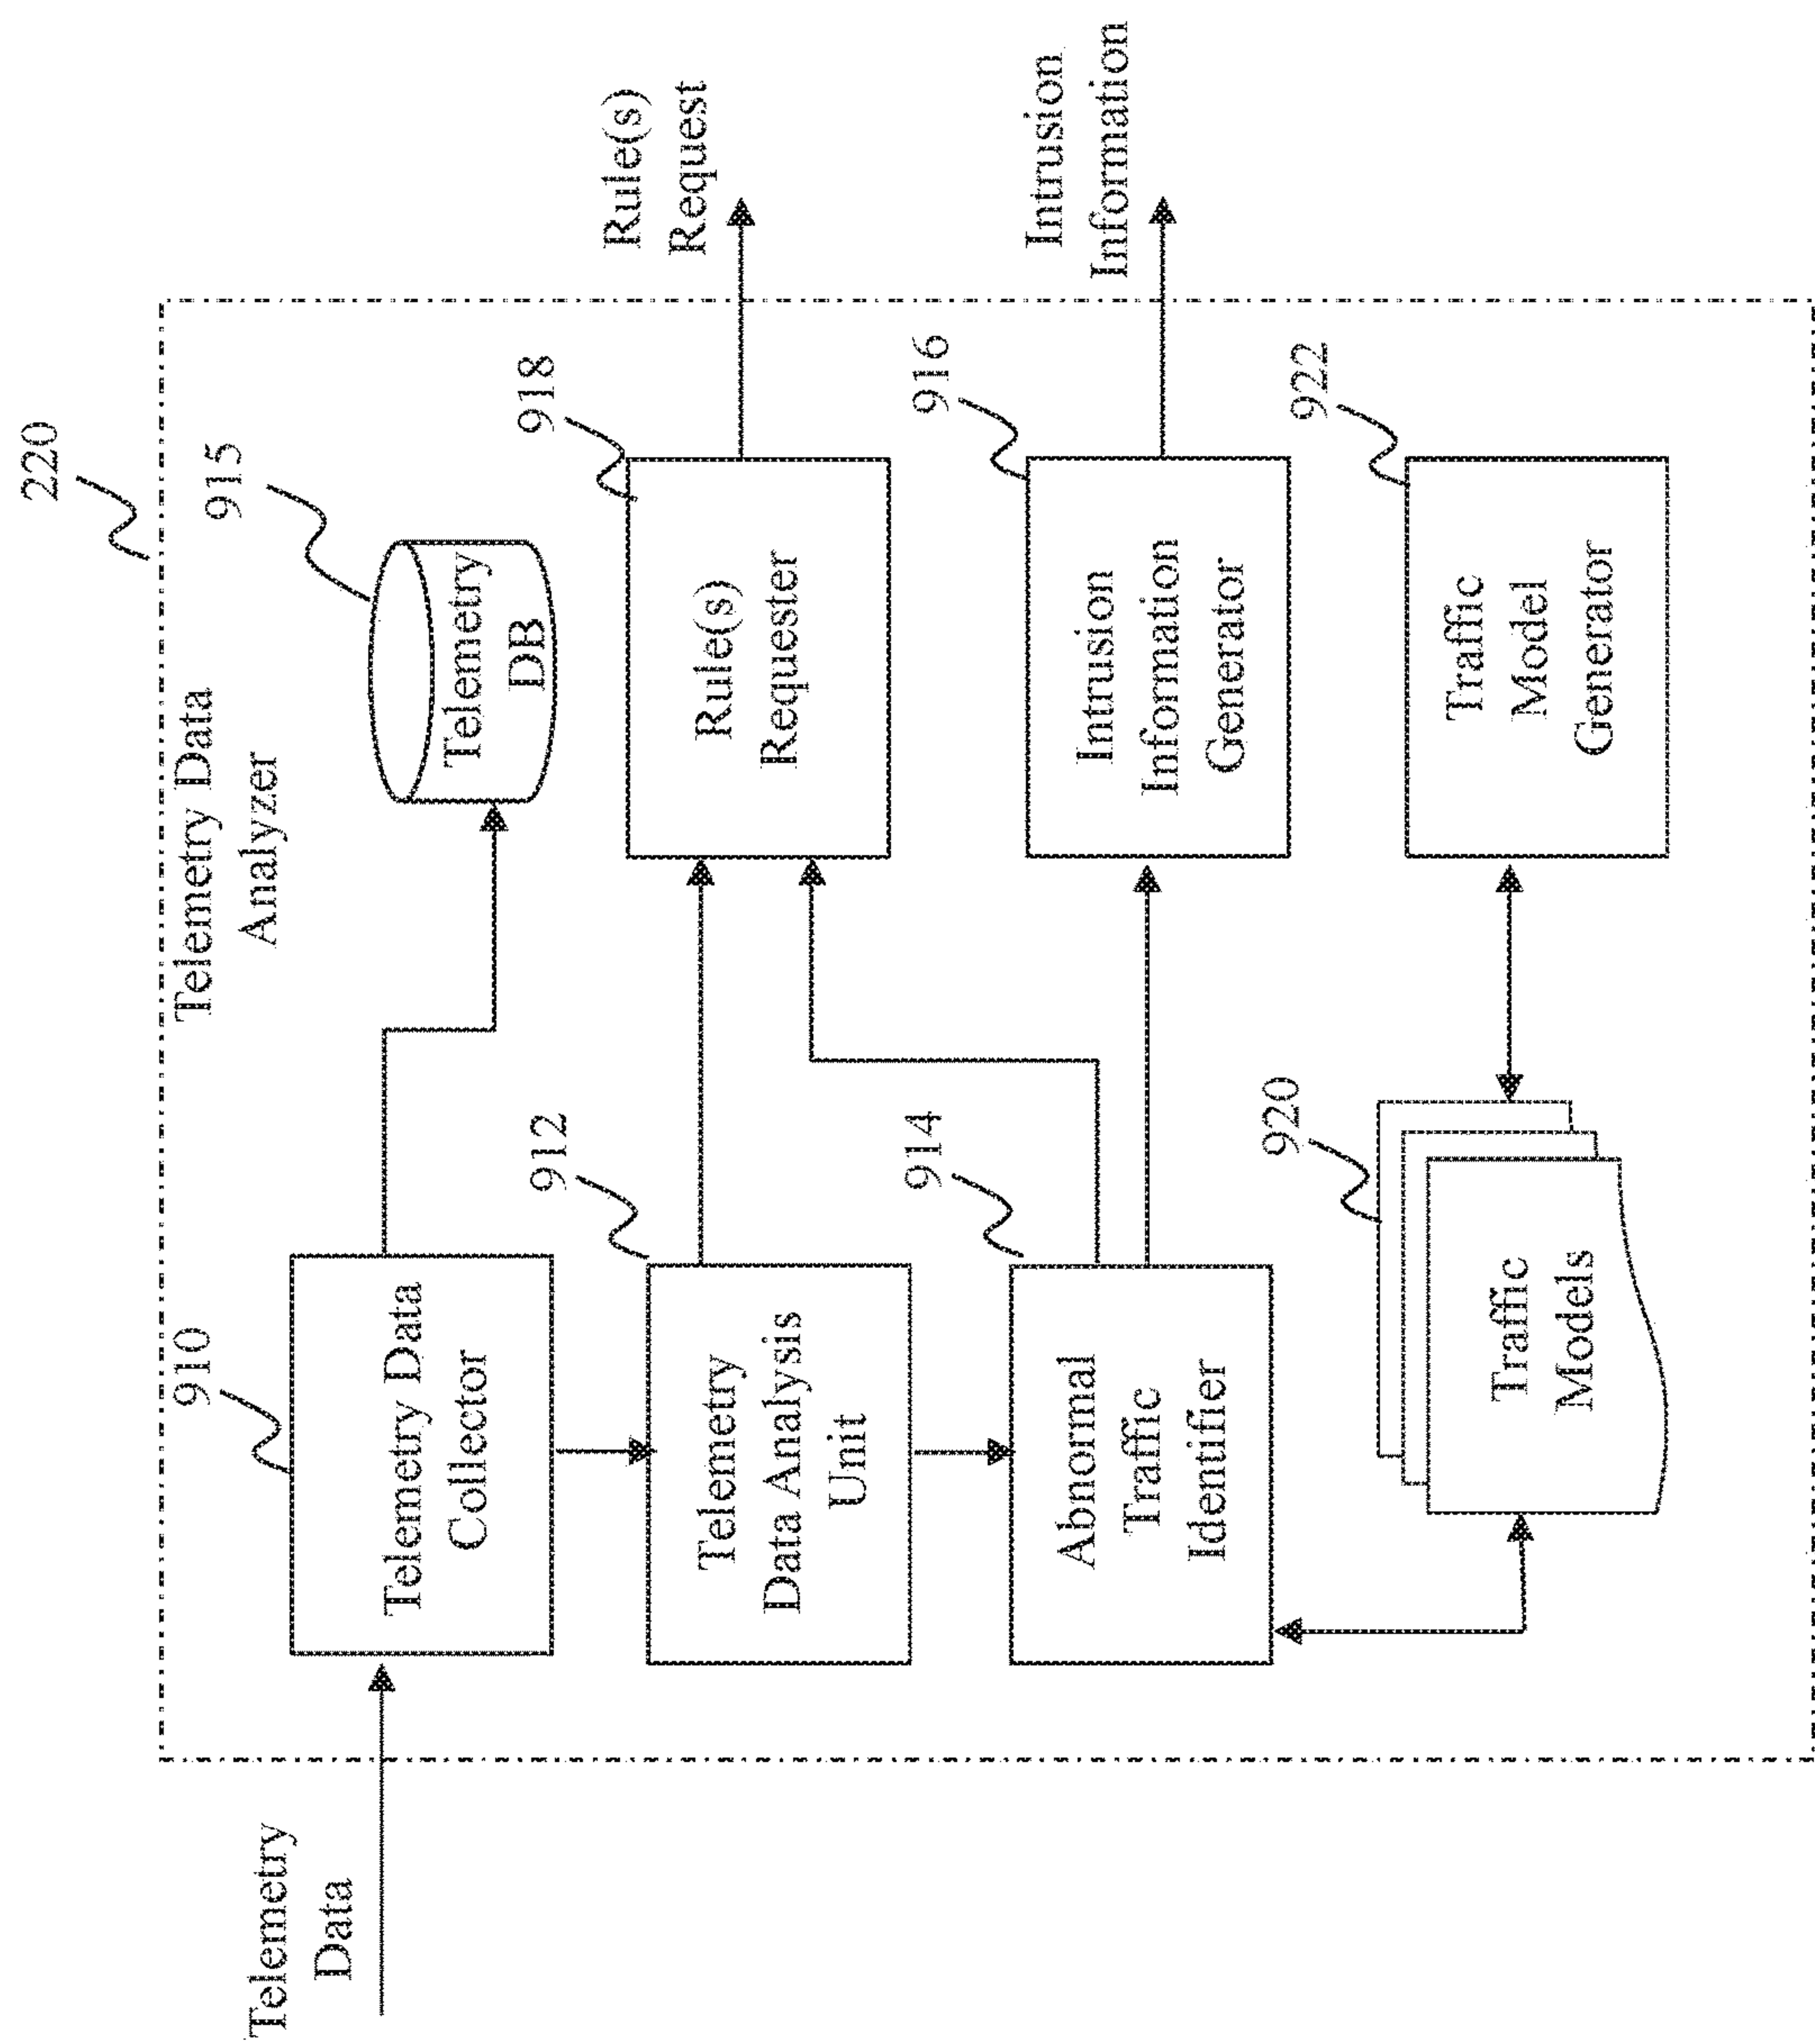 220
Telemetry Data
Analyzer
Telemetry
Data
910
Telemetry Data
Collector
915
Telemetry
DB
912
Telemetry
Data Analysis
Unit
918
Rule(s)
Requester
Rule(s)
Request
914
Abnormal
Traffic
Identifier
916
Intrusion
Information
Generator
Intrusion
Information
920
Traffic
Models
922
Traffic
Model
Generator